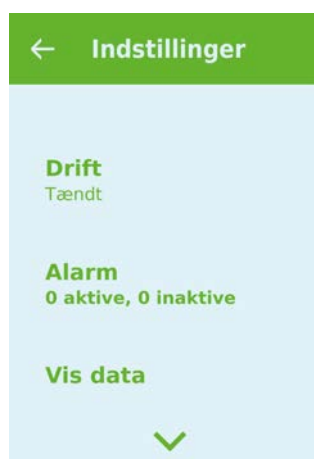 Indstillinger
Drift
Tændt
Alarm
0 aktive, 0 inaktive
Vis data